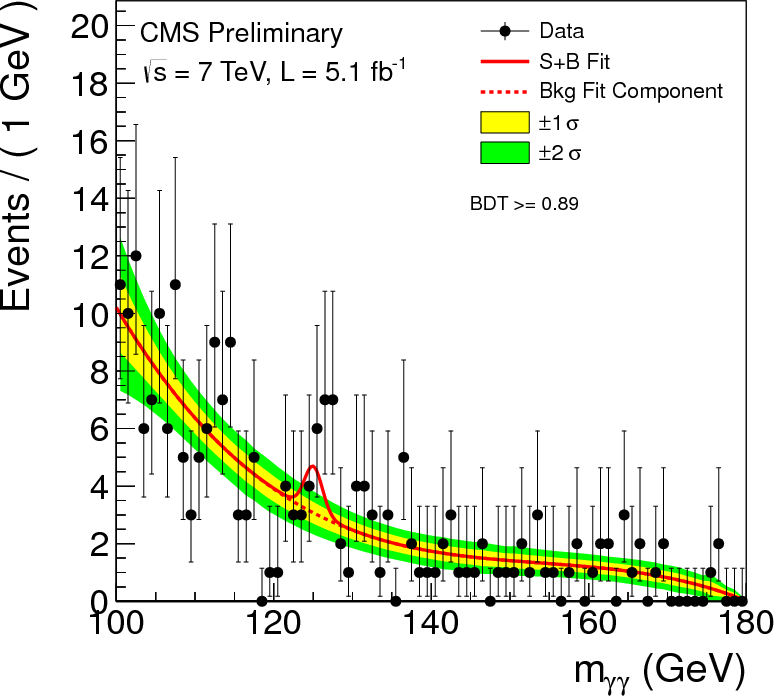 CMS Preliminary
√s = 7 TeV, L = 5.1 fb⁻¹
Data
S+B Fit
Bkg Fit Component
±1 σ
±2 σ
BDT >= 0.89
Events / ( 1 GeV)
20
18
16
14
12
10
8
6
4
2
0
100 120 140 160 180
mγγ (GeV)